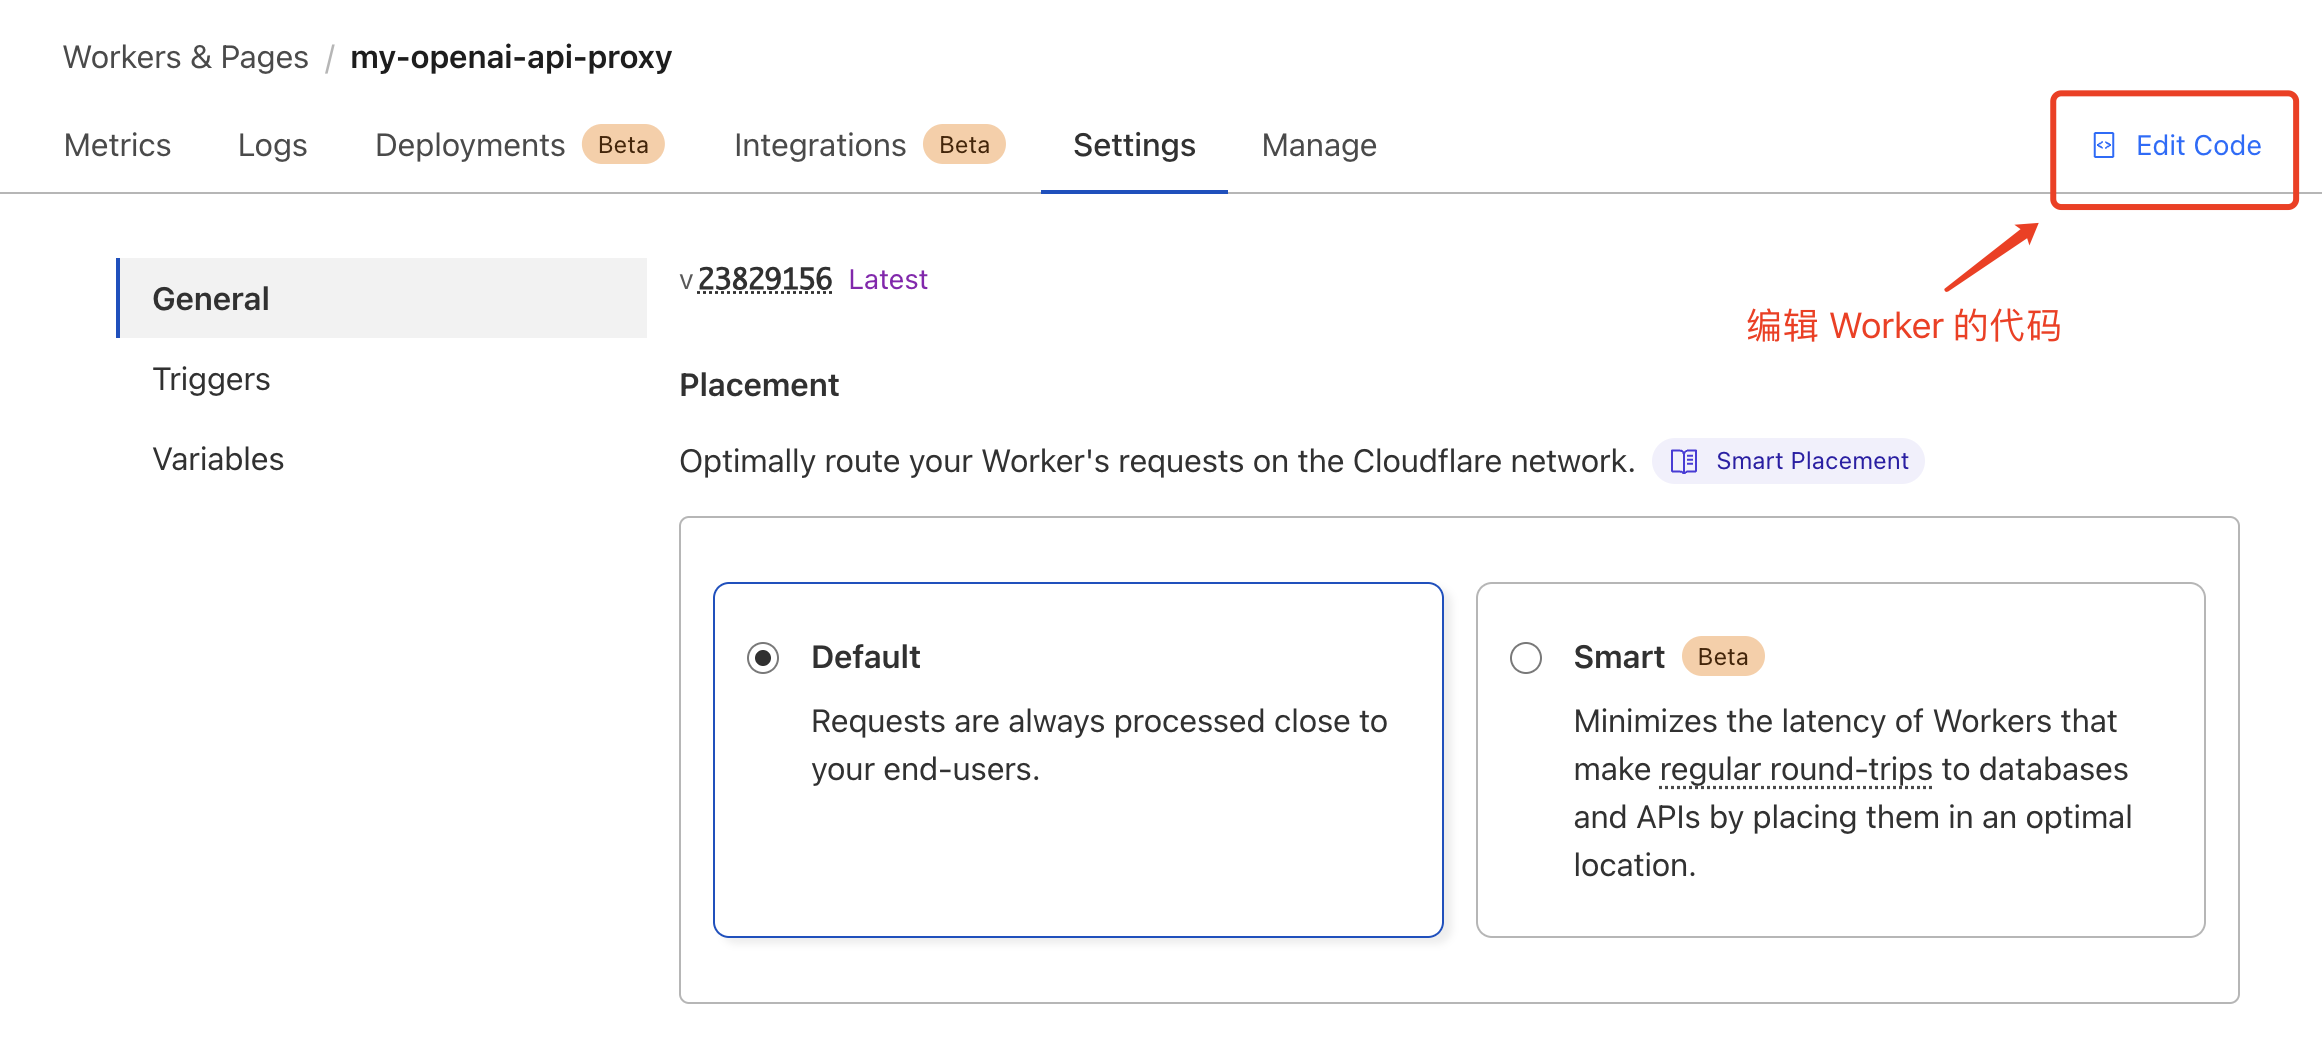 Workers & Pages / my-openai-api-proxy
Metrics Logs Deployments Beta Integrations Beta Settings Manage Edit Code
General
Triggers
Variables
v 23829156 Latest
编辑 Worker 的代码
Placement
Optimally route your Worker's requests on the Cloudflare network. Smart Placement
Default
Requests are always processed close to
your end-users.
Smart Beta
Minimizes the latency of Workers that
make regular round-trips to databases
and APIs by placing them in an optimal
location.